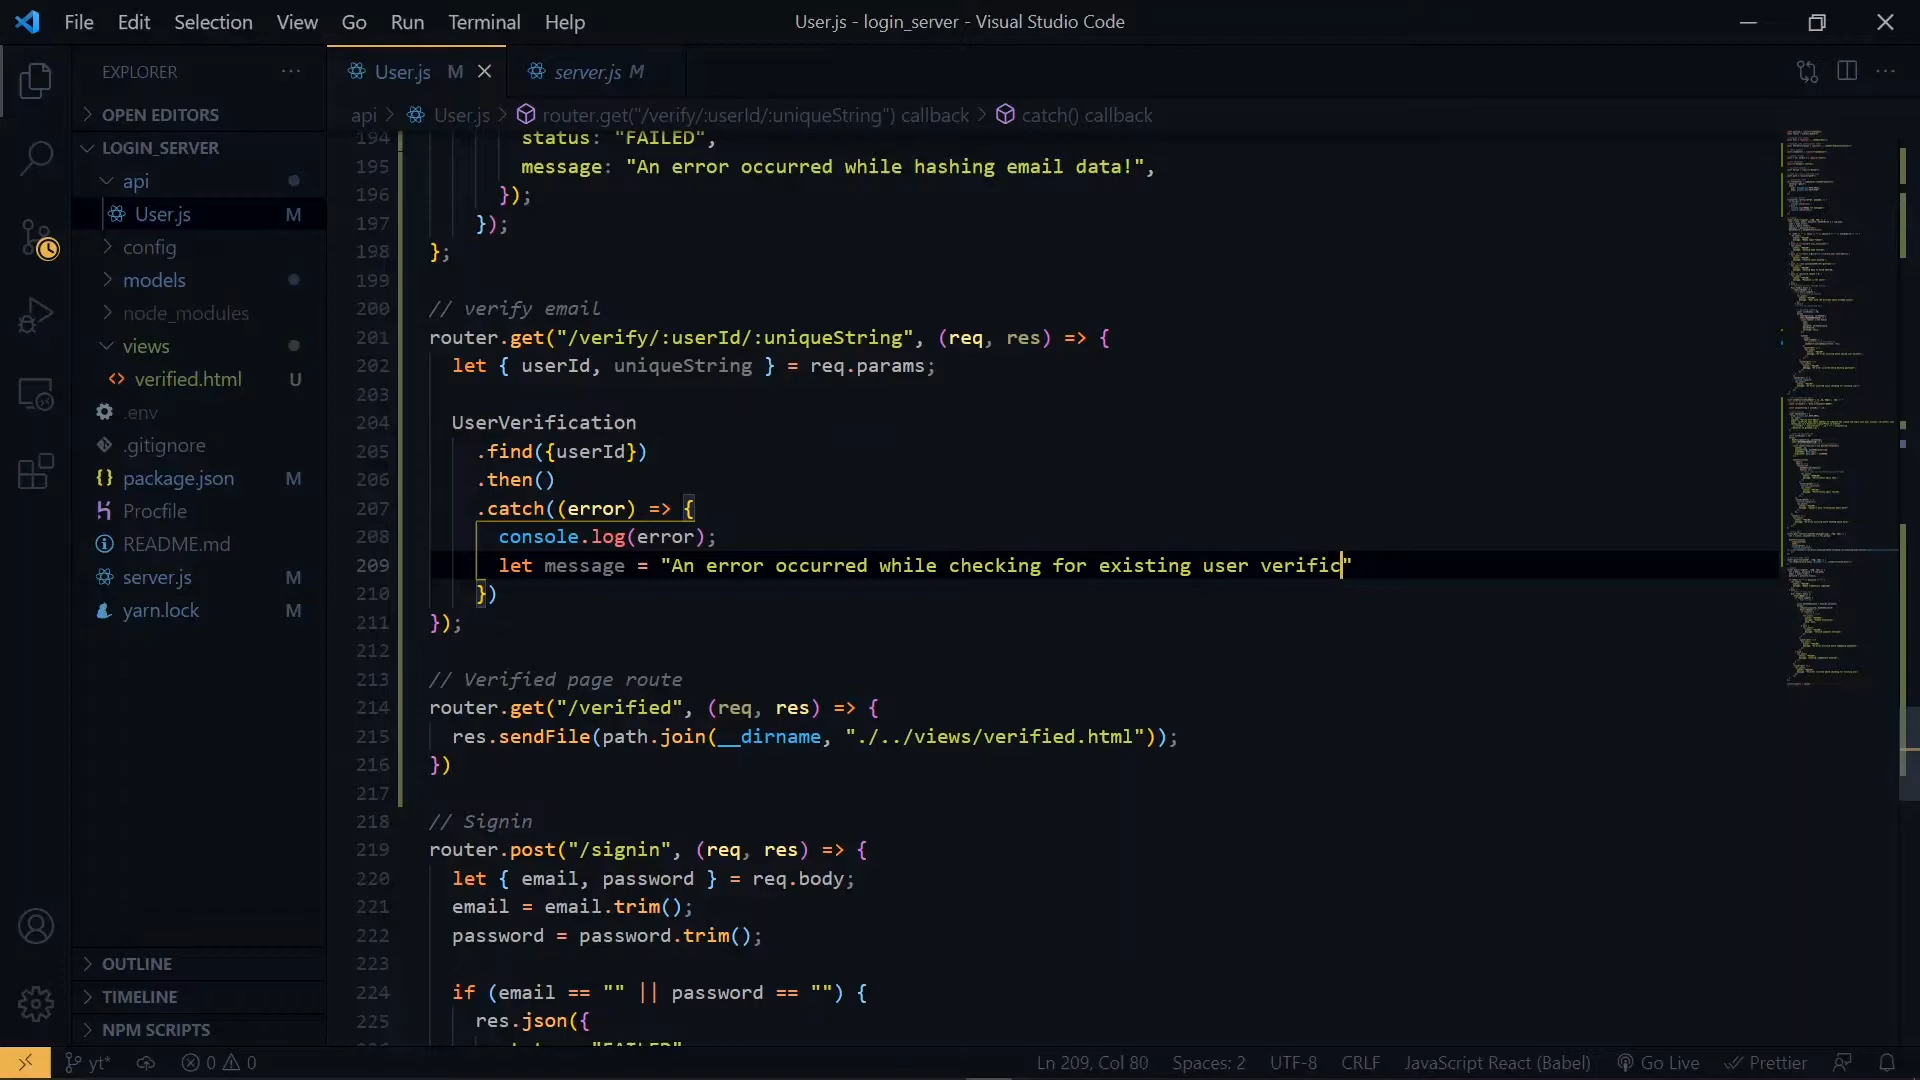 File Edit Selection View Go Run Terminal Help
User.js - login_server - Visual Studio Code
EXPLORER
User.js M
server.js M
OPEN EDITORS
LOGIN_SERVER
api
User.js M
config
models
node_modules
views
verified.html U
.env
.gitignore
package.json M
Procfile
README.md
server.js M
yarn.lock M
OUTLINE
TIMELINE
NPM SCRIPTS
api > User.js > router.get("/verify/:userId/:uniqueString") callback > catch() callback
194 status: "FAILED",
195 message: "An error occurred while hashing email data!",
196 });
197 });
198 };
199
200 // verify email
201 router.get("/verify/:userId/:uniqueString", (req, res) => {
202 let { userId, uniqueString } = req.params;
203
204 UserVerification
205 .find({userId})
206 .then()
207 .catch((error) => {
208 console.log(error);
209 let message = "An error occurred while checking for existing user verific"
210 })
211 });
212
213 // Verified page route
214 router.get("/verified", (req, res) => {
215 res.sendFile(path.join(__dirname, "./../views/verified.html"));
216 })
217
218 // Signin
219 router.post("/signin", (req, res) => {
220 let { email, password } = req.body;
221 email = email.trim();
222 password = password.trim();
223
224 if (email == "" || password == "") {
225 res.json({
yt* 0 0
Ln 209, Col 80 Spaces: 2 UTF-8 CRLF JavaScript React (Babel) Go Live Prettier